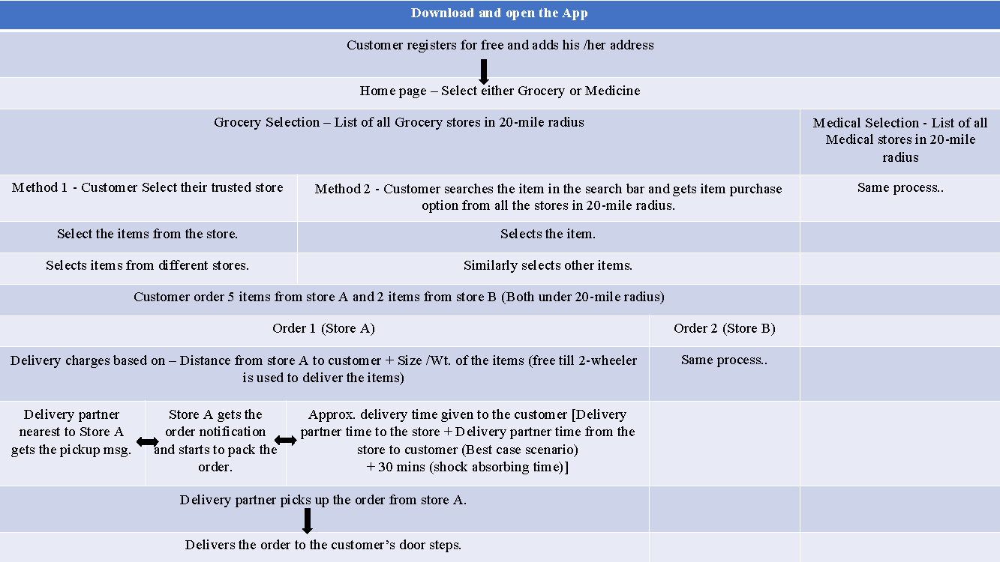 Download and open the App
Customer registers for free and adds his /her address
Home page – Select either Grocery or Medicine
Grocery Selection – List of all Grocery stores in 20-mile radius
Medical Selection - List of all
Medical stores in 20-mile
radius
Method 1 - Customer Select their trusted store
Method 2 - Customer searches the item in the search bar and gets item purchase
option from all the stores in 20-mile radius.
Same process..
Select the items from the store.
Selects the item.
Selects items from different stores.
Similarly selects other items.
Customer order 5 items from store A and 2 items from store B (Both under 20-mile radius)
Order 1 (Store A)
Order 2 (Store B)
Delivery charges based on – Distance from store A to customer + Size /Wt. of the items (free till 2-wheeler
is used to deliver the items)
Same process..
Delivery partner
nearest to Store A
gets the pickup msg.
Store A gets the
order notification
and starts to pack the
order.
Approx. delivery time given to the customer [Delivery
partner time to the store + Delivery partner time from the
store to customer (Best case scenario)
+ 30 mins (shock absorbing time)]
Delivery partner picks up the order from store A.
Delivers the order to the customer’s door steps.